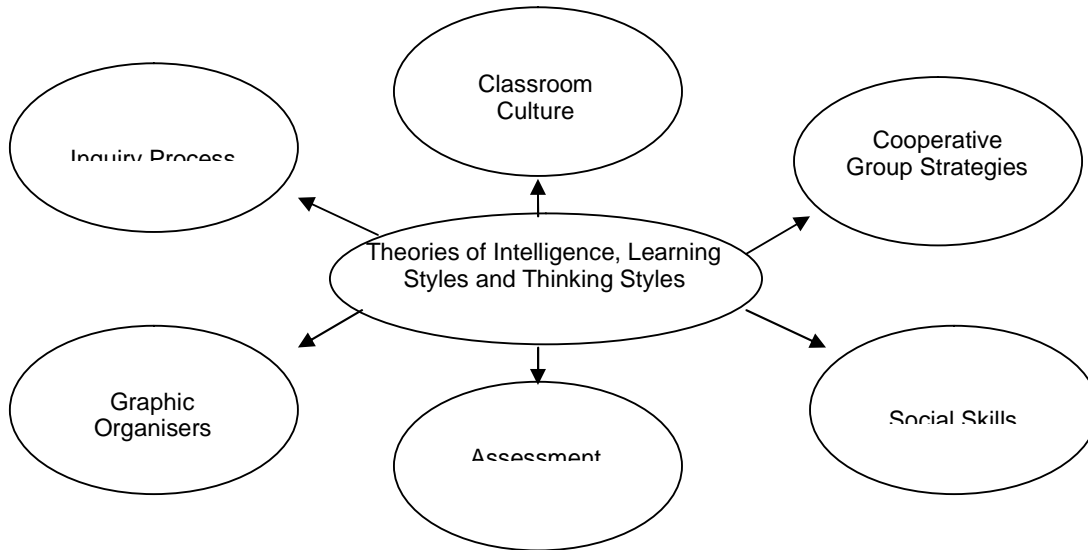 Classroom
Culture
Inquiry Process
Cooperative
Group Strategies
Theories of Intelligence, Learning
Styles and Thinking Styles
Graphic
Organisers
Assessment
Social Skills